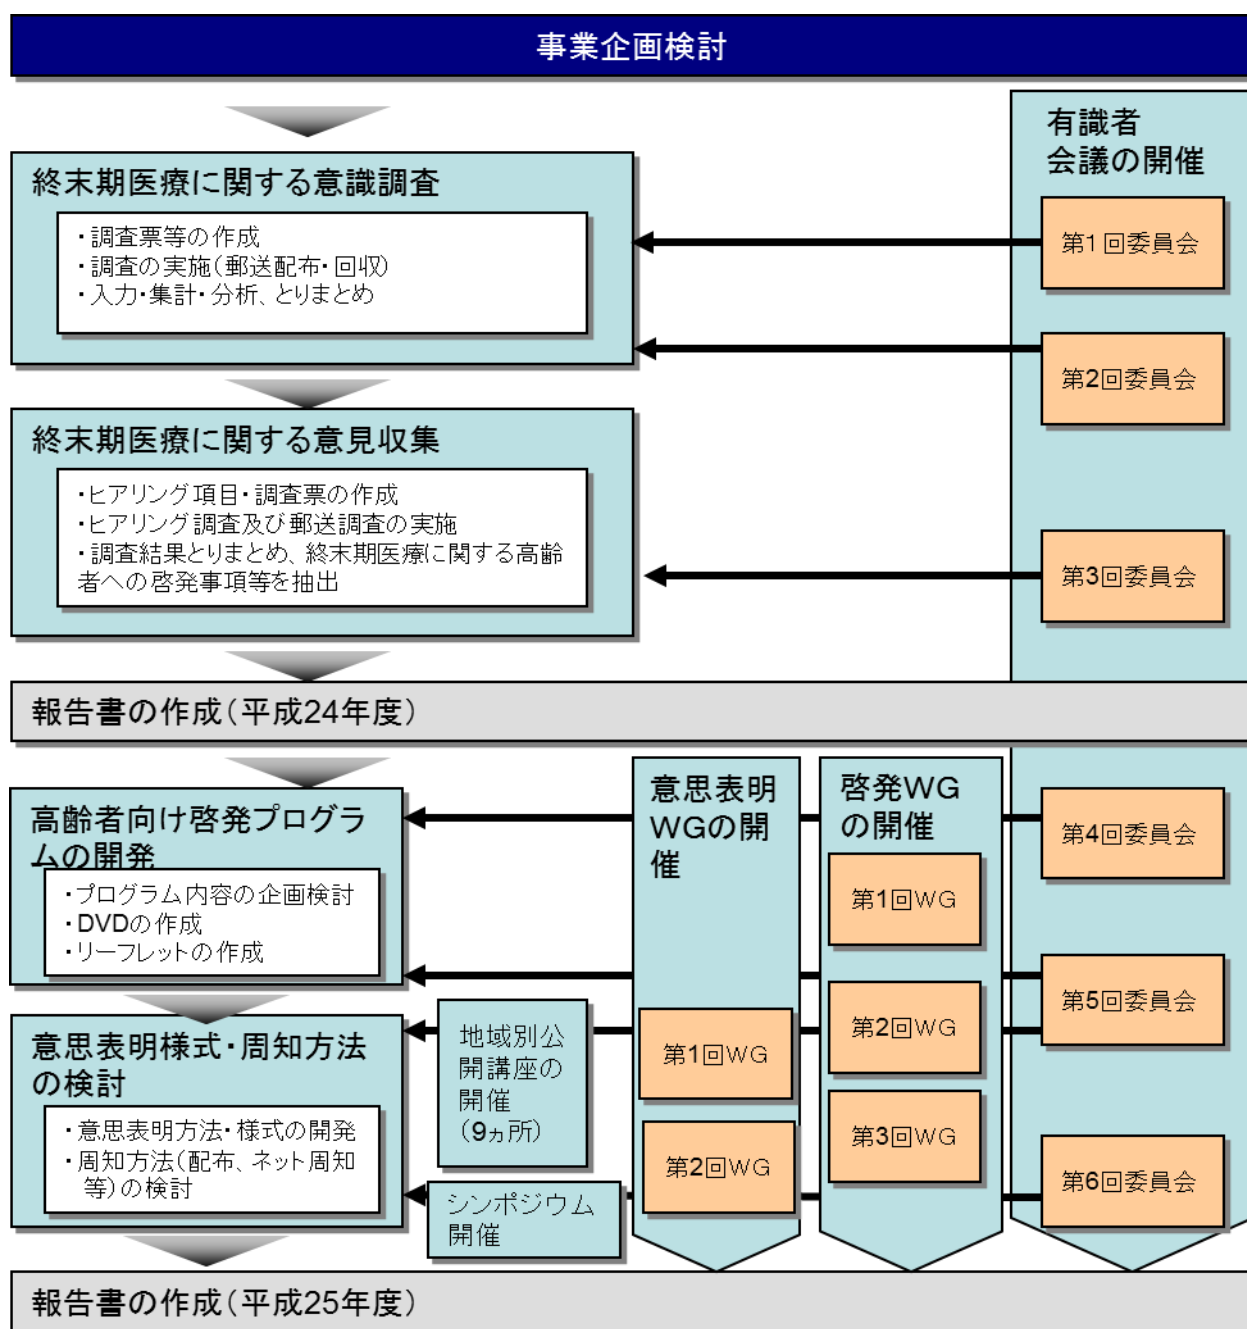 事業企画検討
有識者
会議の開催
第1回委員会
第2回委員会
第3回委員会
終末期医療に関する意識調査
・調査票等の作成
・調査の実施（郵送配布・回収）
・入力・集計・分析、とりまとめ
終末期医療に関する意見収集
・ヒアリング項目・調査票の作成
・ヒアリング調査及び郵送調査の実施
・調査結果とりまとめ、終末期医療に関する高齢
者への啓発事項等を抽出
報告書の作成（平成24年度）
高齢者向け啓発プログラ
ムの開発
・プログラム内容の企画検討
・DVDの作成
・リーフレットの作成
意思表明様式・周知方法
の検討
・意思表明方法・様式の開発
・周知方法（配布、ネット周知
等）の検討
地域別公
開講座の
開催
（9ヵ所）
シンポジウム
開催
意思表明
WGの開
催
第1回WG
第2回WG
啓発WG
の開催
第1回WG
第2回WG
第3回WG
第4回委員会
第5回委員会
第6回委員会
報告書の作成（平成25年度）